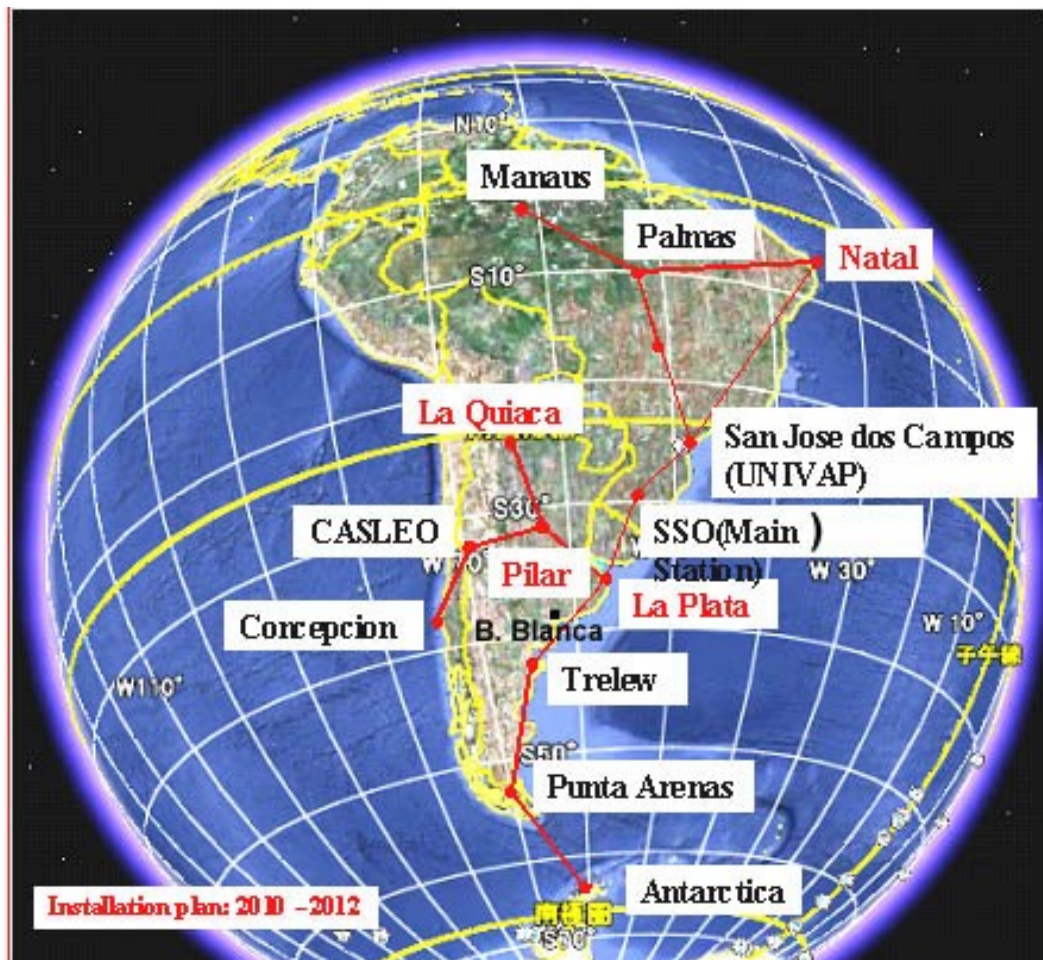 N10°
Manaus
Palmas
Natal
S10°
La Quiaca
San Jose dos Campos
(UNIVAP)
S30°
CASLEO
SSO(Main )
Station)
W 30°
Pilar
La Plata
Concepcion
B. Blanca
W 10°
子午線
Trelew
W110°
S50°
Punta Arenas
Antarctica
Installation plan: 2010 –2012
南極圏
S70°